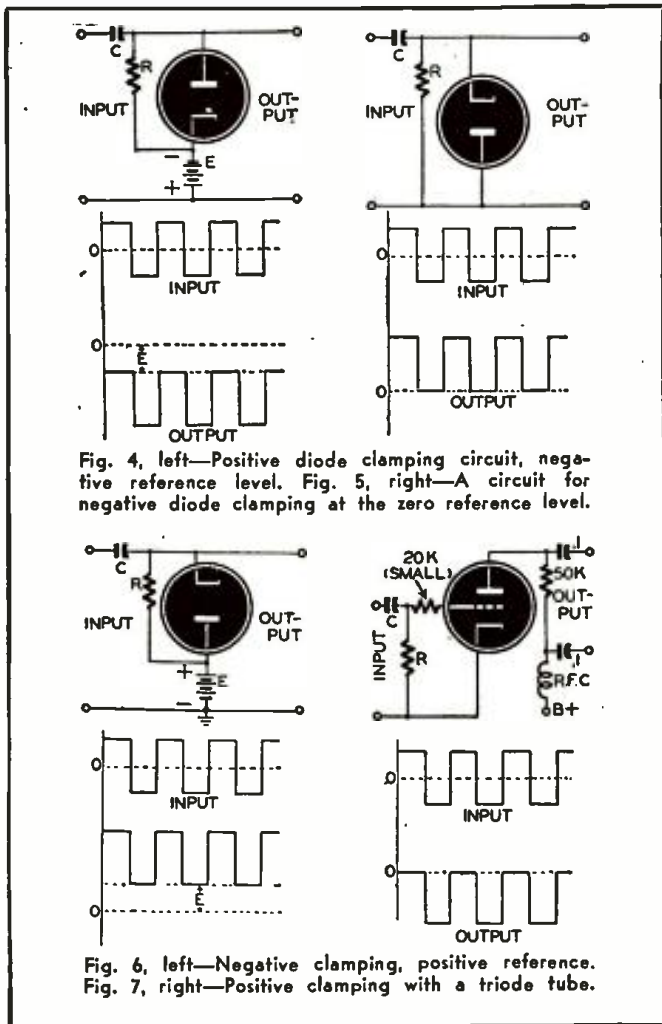 C
R
INPUT
OUT-
PUT
-
E
+
0
INPUT
0
E
OUTPUT
C
R
INPUT
OUT-
PUT
0
INPUT
0
OUTPUT
Fig. 4, left—Positive diode clamping circuit, nega-
tive reference level. Fig. 5, right—A circuit for
negative diode clamping at the zero reference level.
C
R
INPUT
OUT-
PUT
+
E
-
0
INPUT
E
0
20K
(SMALL)
C
INPUT
R
.1
50K
OUT-
PUT
.1
R.F.C
B+
0
INPUT
0
OUTPUT
Fig. 6, left—Negative clamping, positive reference.
Fig. 7, right—Positive clamping with a triode tube.